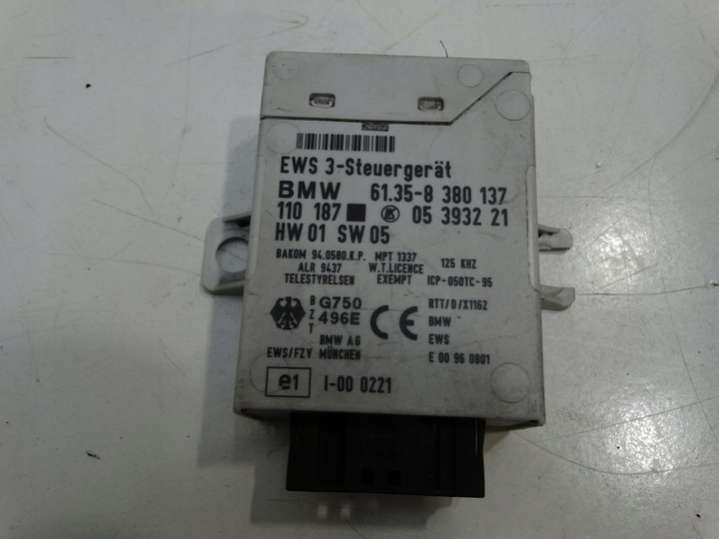 EWS 3-Steuergerät
BMW 61.35-8 380 137
110 187 05 3932 21
HW 01 SW 05
BAKOM 94.0580.K.P. MPT 1337 125 KHZ
ALR 9437 W.T.LICENCE
TELESTYRELSEN EXEMPT ICP-050TC-95
BZT G750 496E CE RTT/D/X1162
BMW
BMW AG EWS
EWS/FZV MÜNCHEN E 00 96 0801
e1 I-00 0221